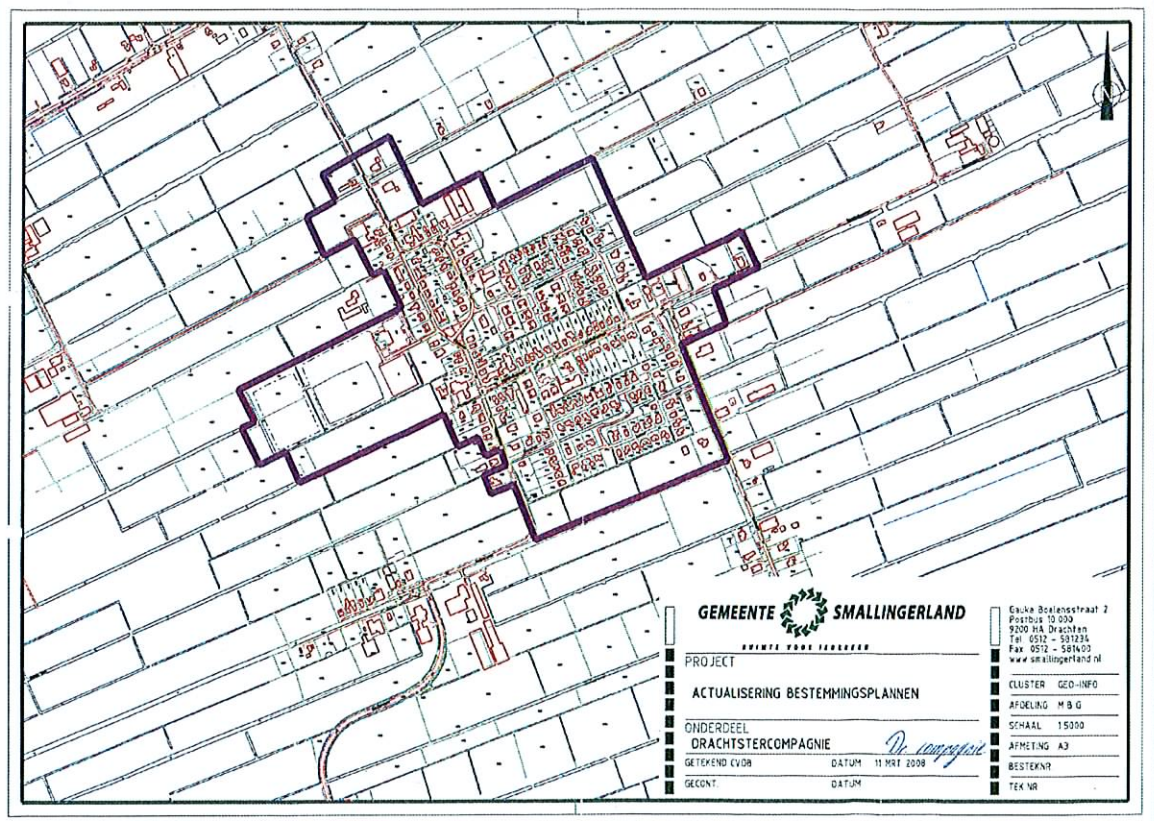 GEMEENTE SMALLINGERLAND
RUIMTE VOOR IEDEREEN
PROJECT
ACTUALISERING BESTEMMINGSPLANNEN
ONDERDEEL
DRACHTSTERCOMPAGNIE De compagnie
GETEKEND CVDB DATUM 11 MRT 2008
GECONT. DATUM
Gauke Boelensstraat 2
Postbus 10.000
9200 HA Drachten
Tel. 0512 - 581234
Fax 0512 - 581400
www.smallingerland.nl
CLUSTER GEO-INFO
AFDELING M B G
SCHAAL 1:5000
AFMETING A3
BESTEKNR
TEK NR